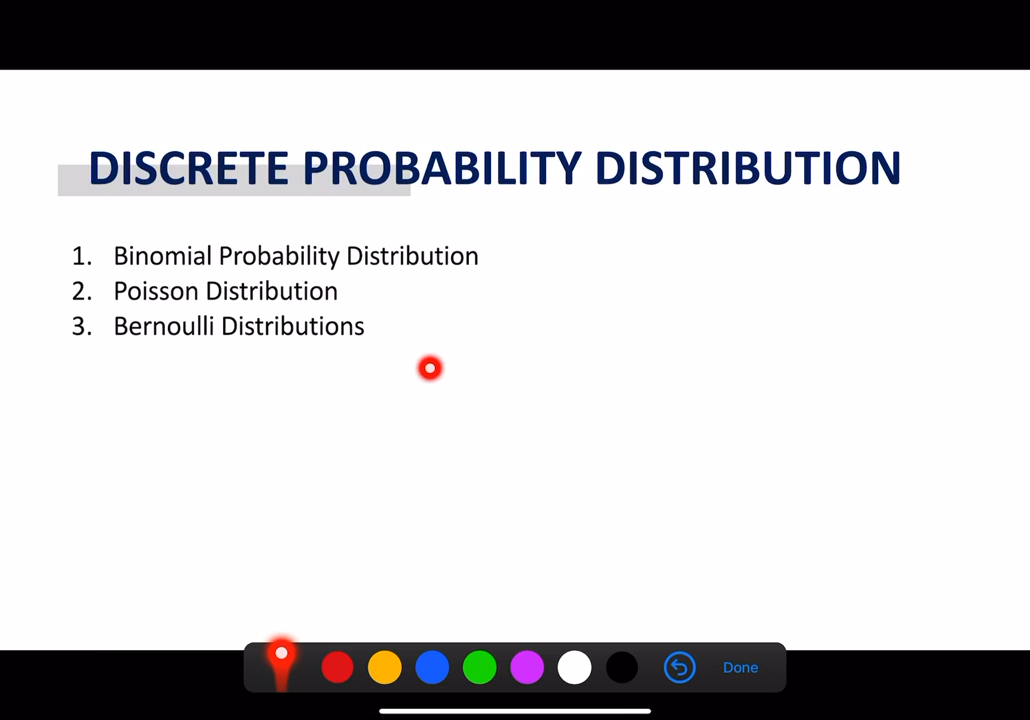 DISCRETE PROBABILITY DISTRIBUTION
1. Binomial Probability Distribution
2. Poisson Distribution
3. Bernoulli Distributions
Done